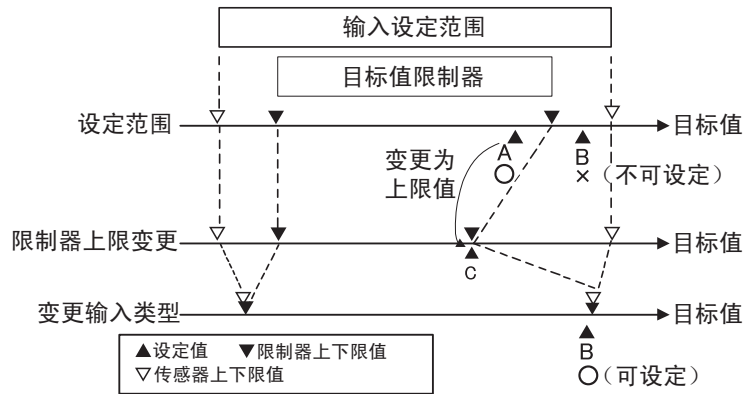 输入设定范围
目标值限制器
设定范围
目标值
变更为
上限值
A
○
B
×（不可设定）
限制器上限变更
目标值
C
变更输入类型
目标值
▲设定值 ▼限制器上下限值
▽传感器上下限值
B
○（可设定）